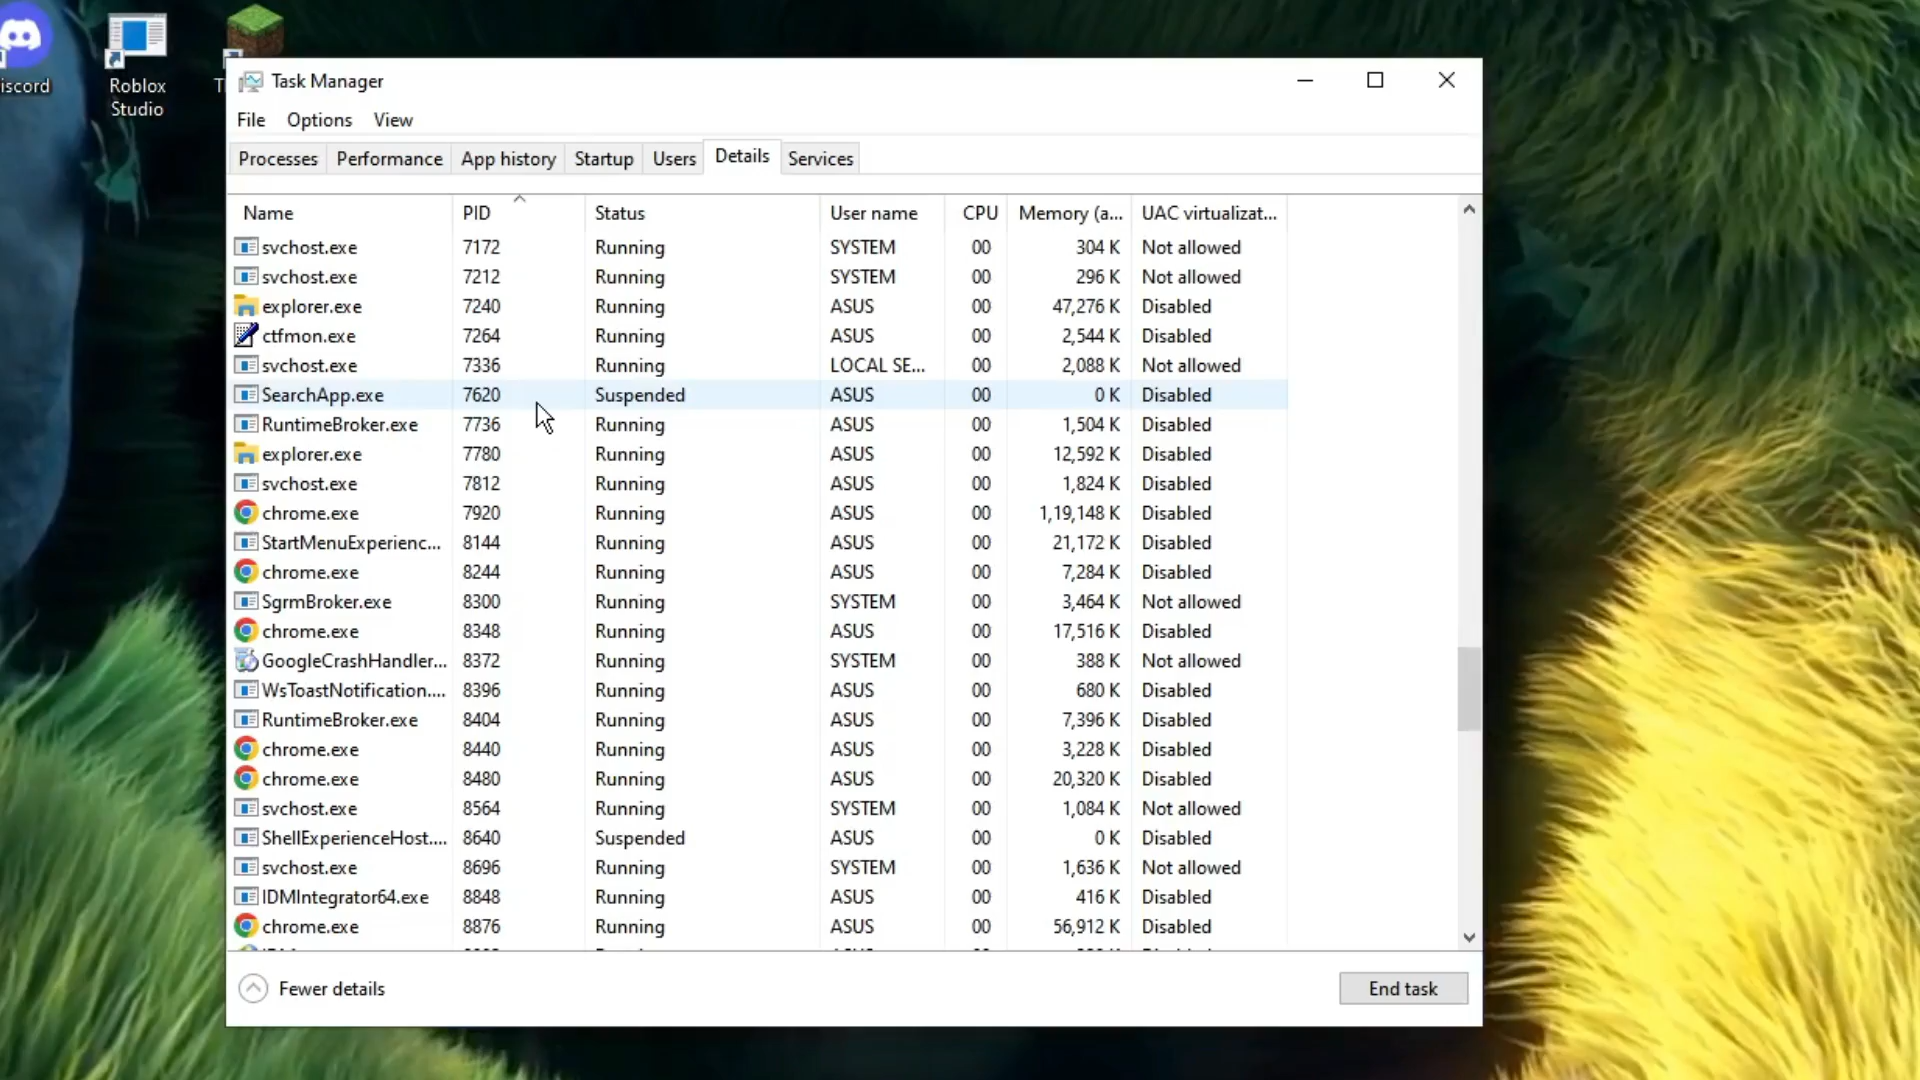 iscord
Roblox
Studio
Task Manager
File Options View
Processes Performance App history Startup Users Details Services
Name PID Status User name CPU Memory (a... UAC virtualizat...
svchost.exe 7172 Running SYSTEM 00 304 K Not allowed
svchost.exe 7212 Running SYSTEM 00 296 K Not allowed
explorer.exe 7240 Running ASUS 00 47,276 K Disabled
ctfmon.exe 7264 Running ASUS 00 2,544 K Disabled
svchost.exe 7336 Running LOCAL SE... 00 2,088 K Not allowed
SearchApp.exe 7620 Suspended ASUS 00 0 K Disabled
RuntimeBroker.exe 7736 Running ASUS 00 1,504 K Disabled
explorer.exe 7780 Running ASUS 00 12,592 K Disabled
svchost.exe 7812 Running ASUS 00 1,824 K Disabled
chrome.exe 7920 Running ASUS 00 1,19,148 K Disabled
StartMenuExperienc... 8144 Running ASUS 00 21,172 K Disabled
chrome.exe 8244 Running ASUS 00 7,284 K Disabled
SgrmBroker.exe 8300 Running SYSTEM 00 3,464 K Not allowed
chrome.exe 8348 Running ASUS 00 17,516 K Disabled
GoogleCrashHandler... 8372 Running SYSTEM 00 388 K Not allowed
WsToastNotification.... 8396 Running ASUS 00 680 K Disabled
RuntimeBroker.exe 8404 Running ASUS 00 7,396 K Disabled
chrome.exe 8440 Running ASUS 00 3,228 K Disabled
chrome.exe 8480 Running ASUS 00 20,320 K Disabled
svchost.exe 8564 Running SYSTEM 00 1,084 K Not allowed
ShellExperienceHost.... 8640 Suspended ASUS 00 0 K Disabled
svchost.exe 8696 Running SYSTEM 00 1,636 K Not allowed
IDMIntegrator64.exe 8848 Running ASUS 00 416 K Disabled
chrome.exe 8876 Running ASUS 00 56,912 K Disabled
Fewer details End task